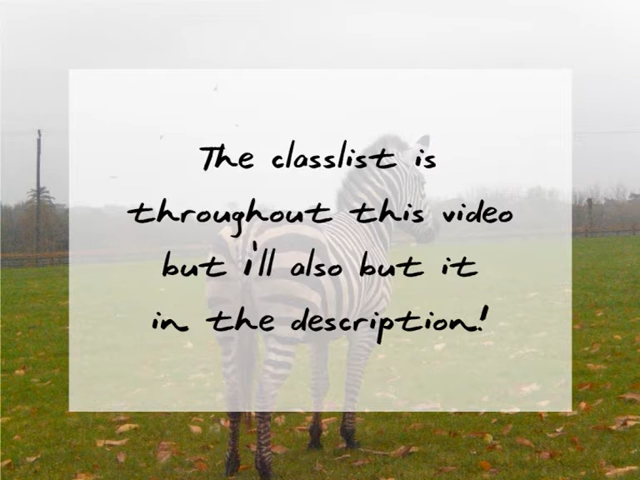 The classlist is
throughout this video
but i'll also but it
in the description!